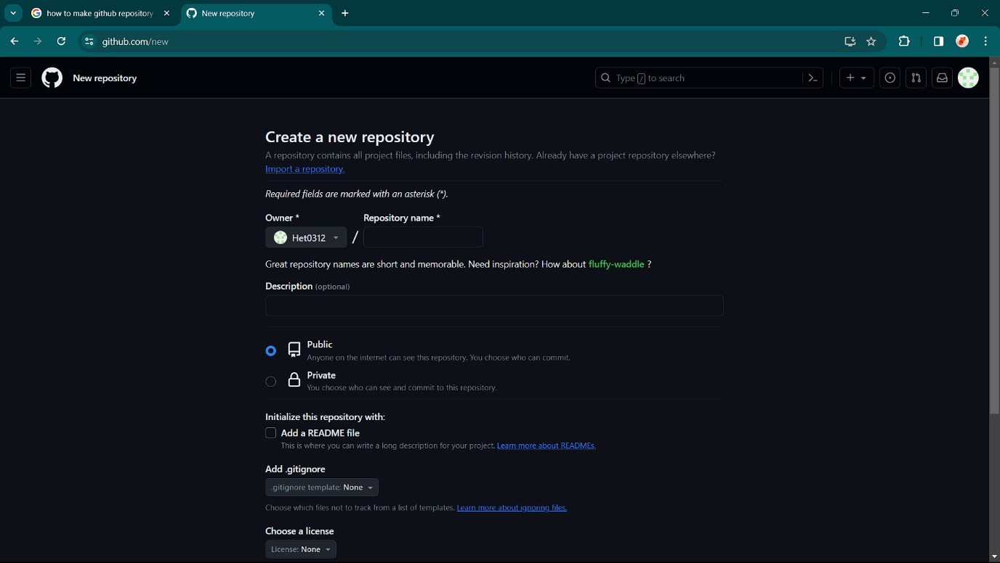 how to make github repository
New repository
github.com/new
New repository
Type / to search
Create a new repository
A repository contains all project files, including the revision history. Already have a project repository elsewhere?
Import a repository.
Required fields are marked with an asterisk (*).
Owner * Repository name *
Het0312 /
Great repository names are short and memorable. Need inspiration? How about fluffy-waddle ?
Description (optional)
Public
Anyone on the internet can see this repository. You choose who can commit.
Private
You choose who can see and commit to this repository.
Initialize this repository with:
Add a README file
This is where you can write a long description for your project. Learn more about READMEs.
Add .gitignore
.gitignore template: None
Choose which files not to track from a list of templates. Learn more about ignoring files.
Choose a license
License: None